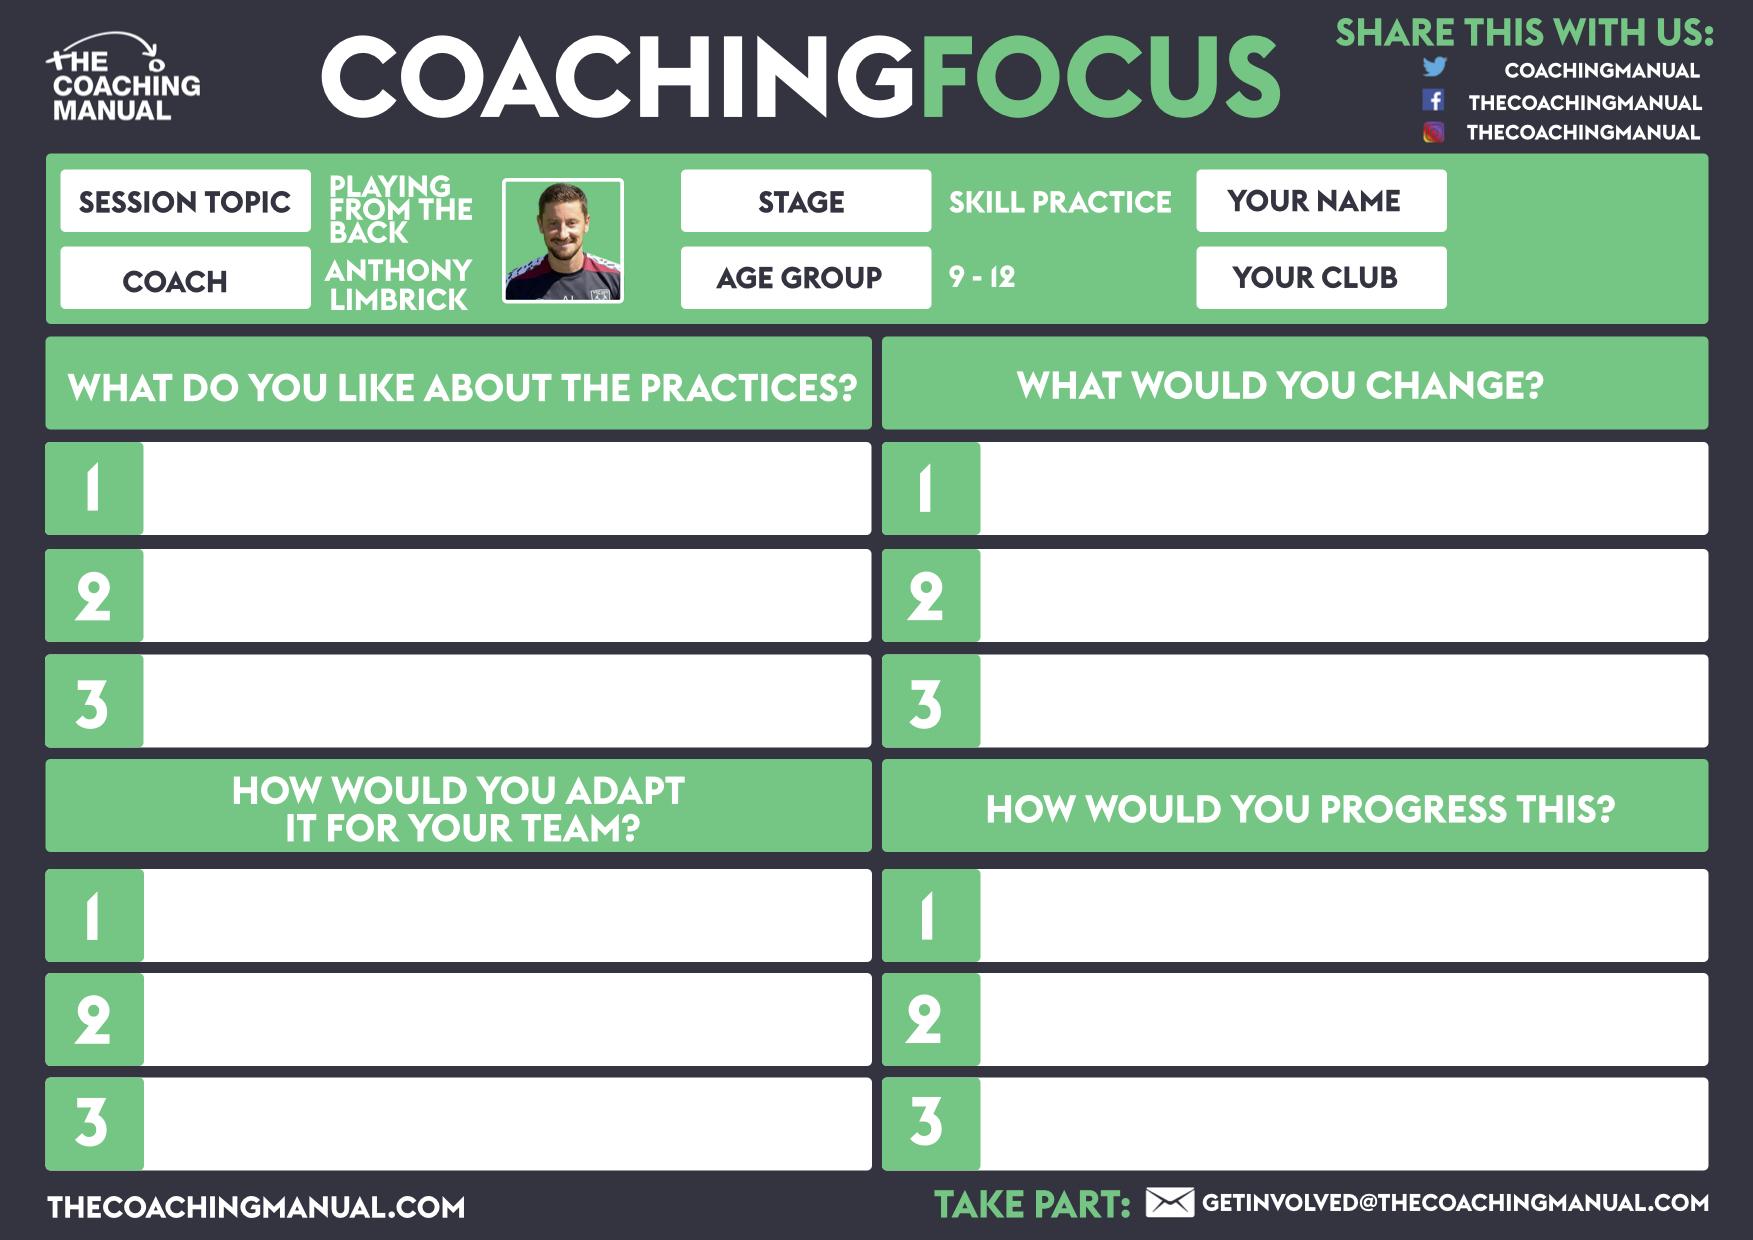 THE
COACHING
MANUAL
COACHINGFOCUS
SHARE THIS WITH US:
COACHINGMANUAL
THECOACHINGMANUAL
THECOACHINGMANUAL
SESSION TOPIC
PLAYING
FROM THE
BACK
COACH
ANTHONY
LIMBRICK
STAGE
SKILL PRACTICE
AGE GROUP
9 - 12
YOUR NAME
YOUR CLUB
WHAT DO YOU LIKE ABOUT THE PRACTICES?
1
2
3
WHAT WOULD YOU CHANGE?
1
2
3
HOW WOULD YOU ADAPT
IT FOR YOUR TEAM?
1
2
3
HOW WOULD YOU PROGRESS THIS?
1
2
3
THECOACHINGMANUAL.COM
TAKE PART: GETINVOLVED@THECOACHINGMANUAL.COM